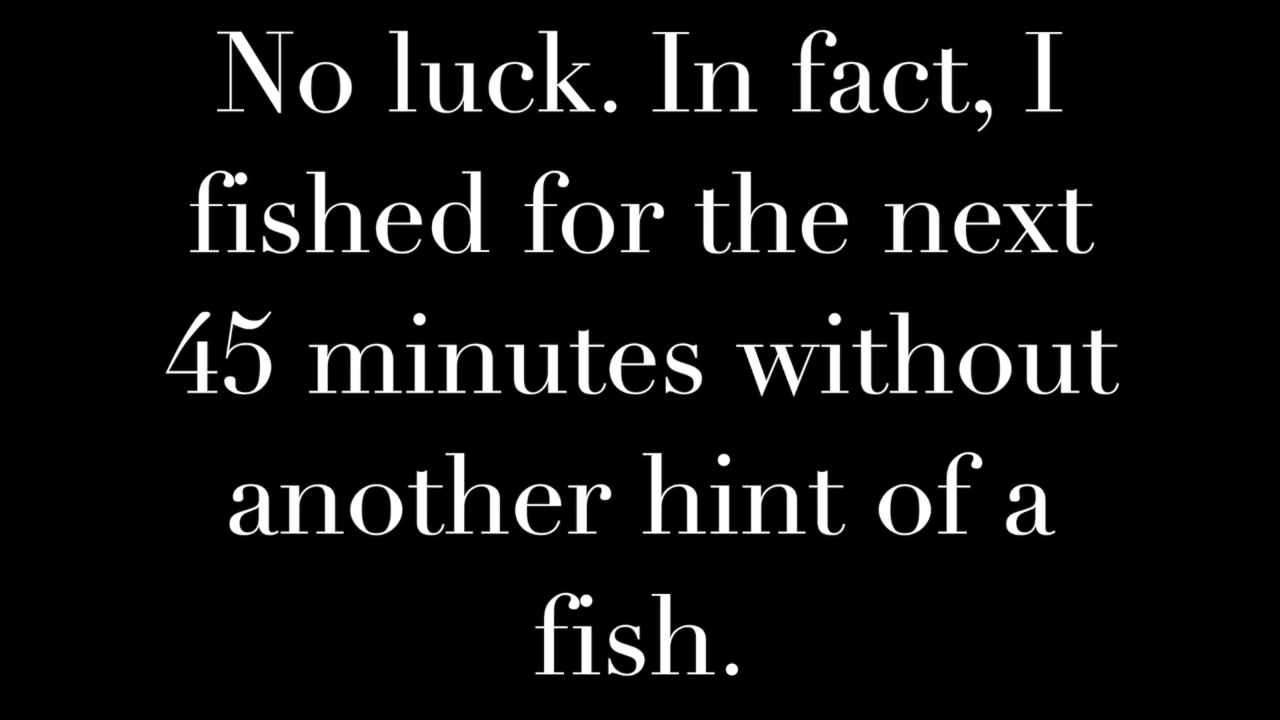 No luck. In fact, I
fished for the next
45 minutes without
another hint of a
fish.